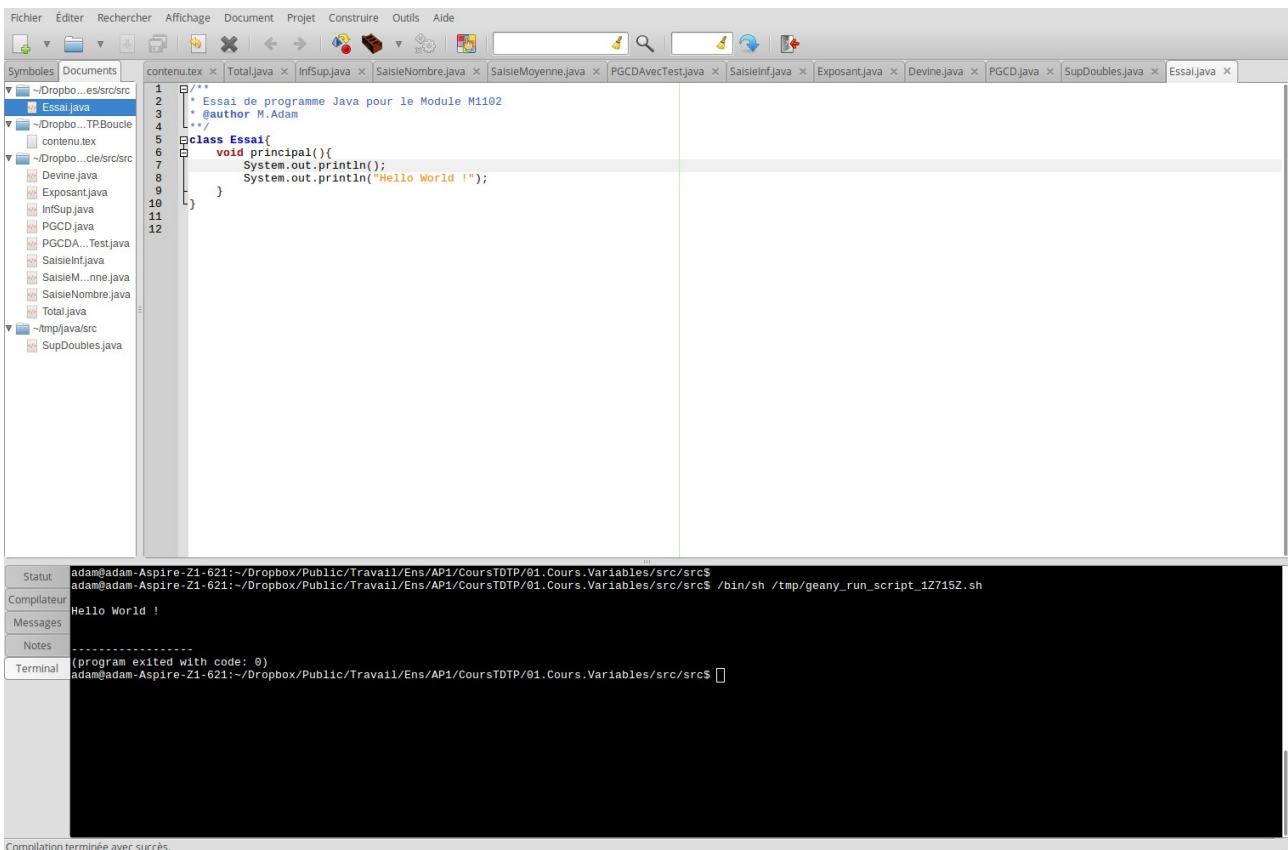 Fichier Éditer Rechercher Affichage Document Projet Construire Outils Aide
Symboles Documents
contenu.tex Total.java InfSup.java SaisieNombre.java SaisieMoyenne.java PGCDAvecTest.java SaisieInf.java Exposant.java Devine.java PGCD.java SupDoubles.java Essai.java
~/Dropbo...es/src/src
Essai.java
~/Dropbo...TP.Boucle
contenu.tex
~/Dropbo...cle/src/src
Devine.java
Exposant.java
InfSup.java
PGCD.java
PGCDA...Test.java
SaisieInf.java
SaisieM...nne.java
SaisieNombre.java
Total.java
~/tmp/java/src
SupDoubles.java
1 /**
2 * Essai de programme Java pour le Module M1102
3 * @author M.Adam
4 **/
5 class Essai{
6 void principal(){
7 System.out.println();
8 System.out.println("Hello World !");
9 }
10 }
11
12
Statut
Compilateur
Messages
Notes
Terminal
adam@adam-Aspire-Z1-621:~/Dropbox/Public/Travail/Ens/AP1/CoursTDTP/01.Cours.Variables/src/src$
adam@adam-Aspire-Z1-621:~/Dropbox/Public/Travail/Ens/AP1/CoursTDTP/01.Cours.Variables/src/src$ /bin/sh /tmp/geany_run_script_1Z715Z.sh
Hello World !
------------------
(program exited with code: 0)
adam@adam-Aspire-Z1-621:~/Dropbox/Public/Travail/Ens/AP1/CoursTDTP/01.Cours.Variables/src/src$
Compilation terminée avec succès.